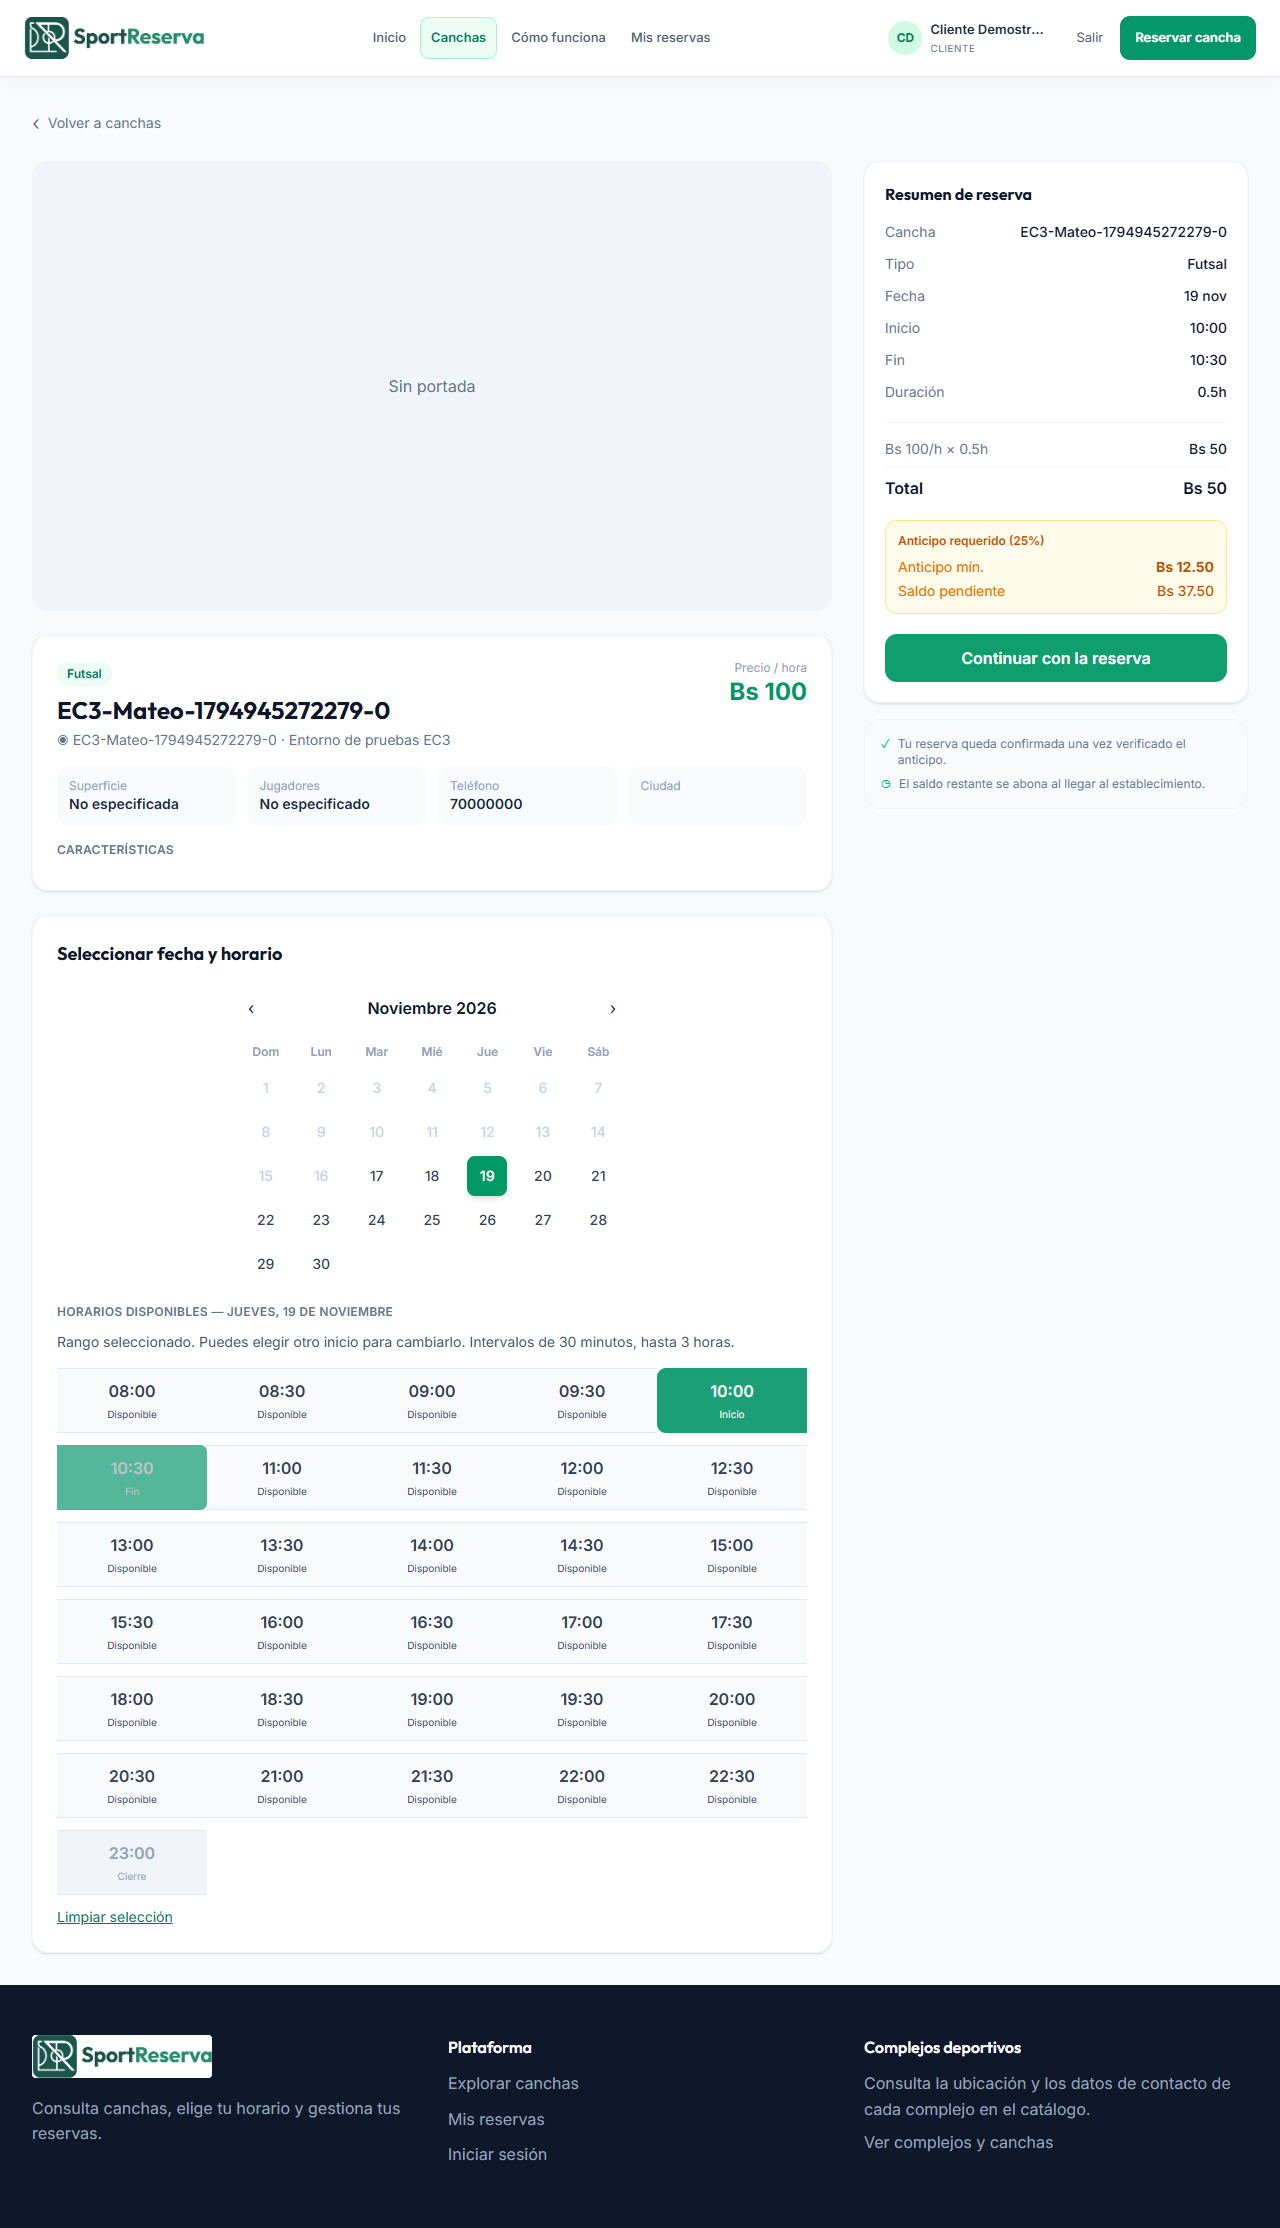 SportReserva
Inicio
Canchas
Cómo funciona
Mis reservas
CD
Cliente Demostr...
CLIENTE
Salir
Reservar cancha
‹ Volver a canchas
Sin portada
Futsal
Precio / hora
Bs 100
EC3-Mateo-1794945272279-0
◉ EC3-Mateo-1794945272279-0 · Entorno de pruebas EC3
Superficie
No especificada
Jugadores
No especificado
Teléfono
70000000
Ciudad
CARACTERÍSTICAS
Seleccionar fecha y horario
‹ Noviembre 2026 ›
Dom Lun Mar Mié Jue Vie Sáb
1 2 3 4 5 6 7
8 9 10 11 12 13 14
15 16 17 18 19 20 21
22 23 24 25 26 27 28
29 30
HORARIOS DISPONIBLES — JUEVES, 19 DE NOVIEMBRE
Rango seleccionado. Puedes elegir otro inicio para cambiarlo. Intervalos de 30 minutos, hasta 3 horas.
08:00 08:30 09:00 09:30 10:00
Disponible Disponible Disponible Disponible Inicio
10:30 11:00 11:30 12:00 12:30
Fin Disponible Disponible Disponible Disponible
13:00 13:30 14:00 14:30 15:00
Disponible Disponible Disponible Disponible Disponible
15:30 16:00 16:30 17:00 17:30
Disponible Disponible Disponible Disponible Disponible
18:00 18:30 19:00 19:30 20:00
Disponible Disponible Disponible Disponible Disponible
20:30 21:00 21:30 22:00 22:30
Disponible Disponible Disponible Disponible Disponible
23:00
Cierre
Limpiar selección
Resumen de reserva
Cancha EC3-Mateo-1794945272279-0
Tipo Futsal
Fecha 19 nov
Inicio 10:00
Fin 10:30
Duración 0.5h
Bs 100/h × 0.5h Bs 50
Total Bs 50
Anticipo requerido (25%)
Anticipo mín. Bs 12.50
Saldo pendiente Bs 37.50
Continuar con la reserva
✓ Tu reserva queda confirmada una vez verificado el
anticipo.
◷ El saldo restante se abona al llegar al establecimiento.
SportReserva
Consulta canchas, elige tu horario y gestiona tus
reservas.
Plataforma
Explorar canchas
Mis reservas
Iniciar sesión
Complejos deportivos
Consulta la ubicación y los datos de contacto de
cada complejo en el catálogo.
Ver complejos y canchas